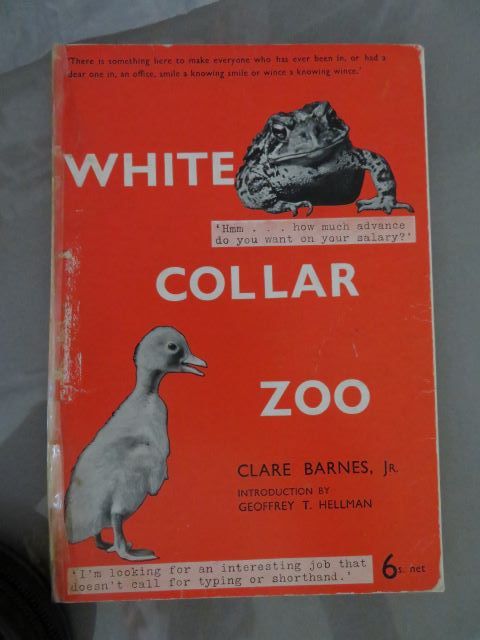 'There is something here to make everyone who has ever been in, or had a
dear one in, an office, smile a knowing smile or wince a knowing wince.'
WHITE
'Hmm . . . how much advance
do you want on your salary?'
COLLAR
ZOO
CLARE BARNES, JR.
INTRODUCTION BY
GEOFFREY T. HELLMAN
'I'm looking for an interesting job that
doesn't call for typing or shorthand.'
6s. net